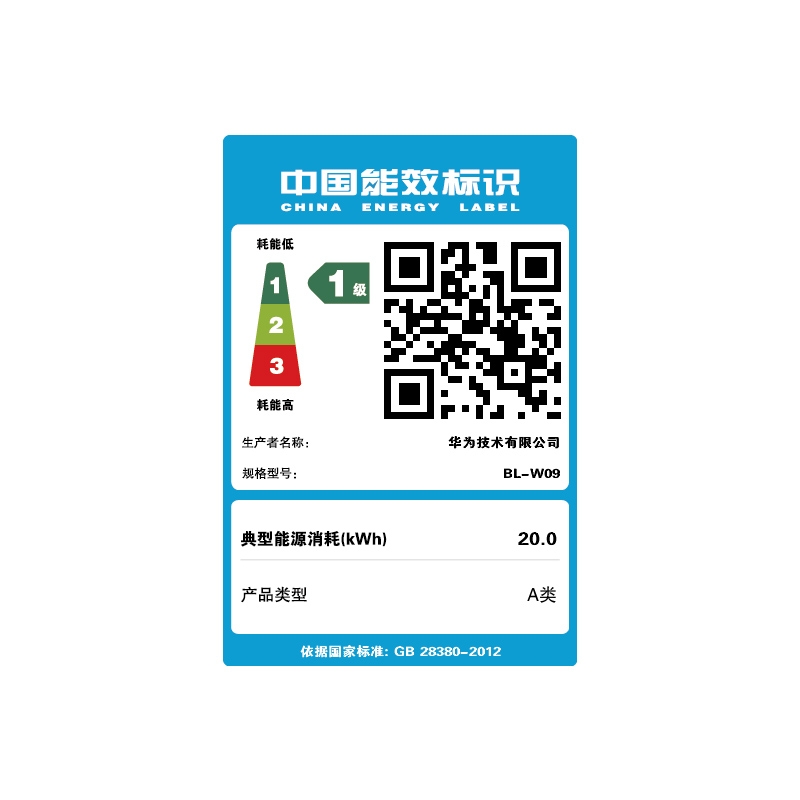 中国能效标识
CHINA ENERGY LABEL
耗能低
1
2
3
1级
耗能高
生产者名称：
华为技术有限公司
规格型号：
BL-W09
典型能源消耗(kWh)
20.0
产品类型
A类
依据国家标准: GB 28380-2012